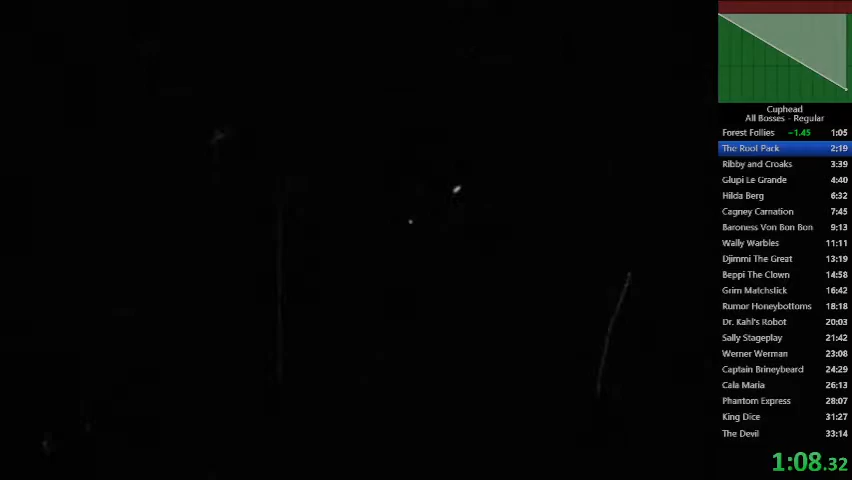 Cuphead
All Bosses - Regular
Forest Follies -1.45 1:05
The Root Pack 2:19
Ribby and Croaks 3:39
Glupi Le Grande 4:40
Hilda Berg 6:32
Cagney Carnation 7:45
Baroness Von Bon Bon 9:13
Wally Warbles 11:11
Djimmi The Great 13:19
Beppi The Clown 14:58
Grim Matchslick 16:42
Rumor Honeybottoms 18:18
Dr. Kahl's Robot 20:03
Sally Stageplay 21:42
Werner Werman 23:08
Captain Brineybeard 24:29
Cala Maria 26:13
Phantom Express 28:07
King Dice 31:27
The Devil 33:14
1:08.32